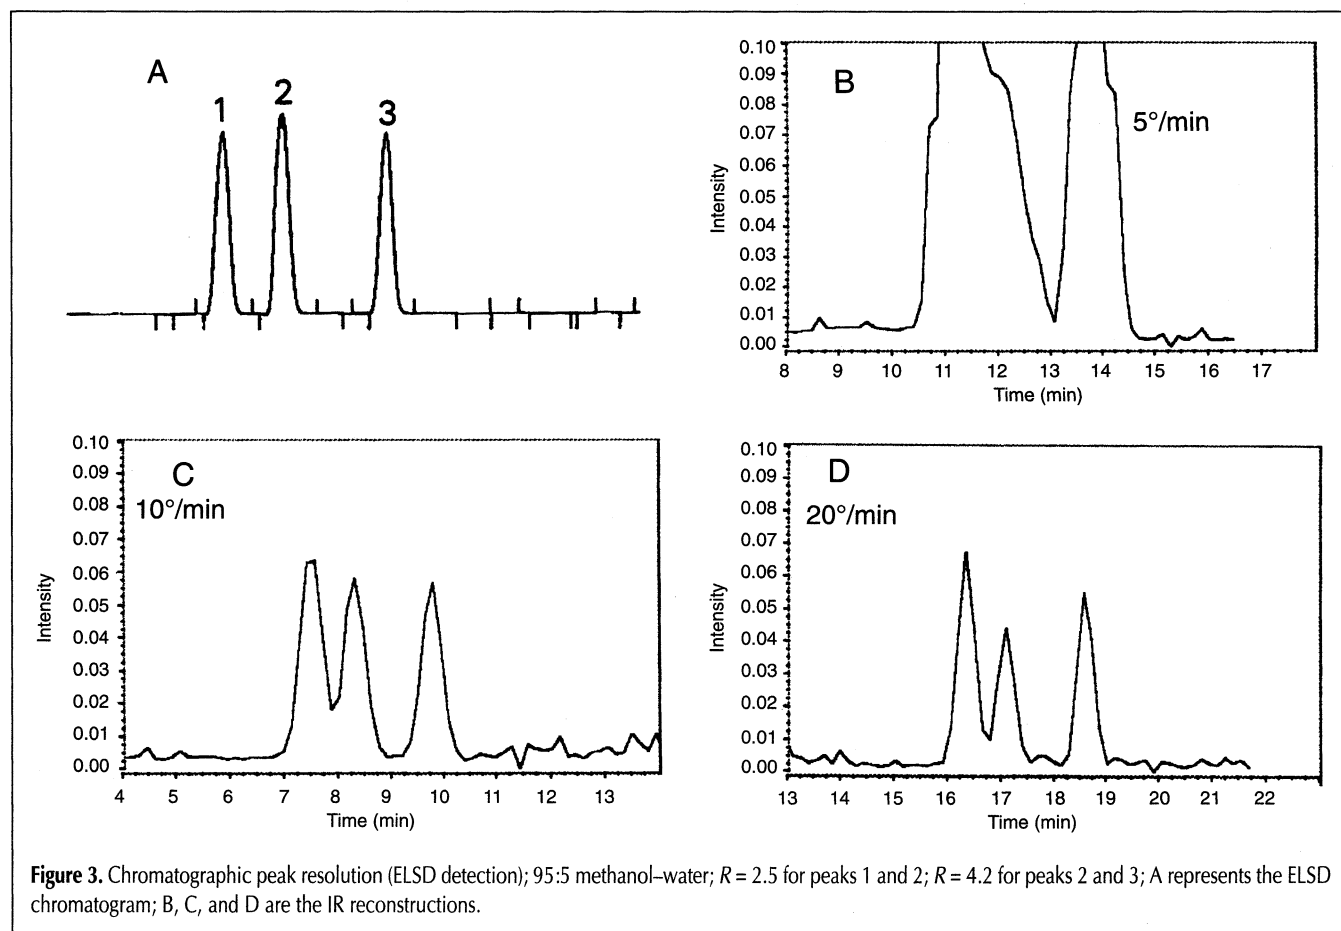 A
1
2
3
B
5°/min
0.10
0.09
0.08
0.07
0.06
0.05
0.04
0.03
0.02
0.01
0.00
Intensity
8 9 10 11 12 13 14 15 16 17
Time (min)
C
10°/min
0.10
0.09
0.08
0.07
0.06
0.05
0.04
0.03
0.02
0.01
0.00
Intensity
4 5 6 7 8 9 10 11 12 13
Time (min)
D
20°/min
0.10
0.09
0.08
0.07
0.06
0.05
0.04
0.03
0.02
0.01
0.00
Intensity
13 14 15 16 17 18 19 20 21 22
Time (min)
Figure 3. Chromatographic peak resolution (ELSD detection); 95:5 methanol–water; R = 2.5 for peaks 1 and 2; R = 4.2 for peaks 2 and 3; A represents the ELSD
chromatogram; B, C, and D are the IR reconstructions.